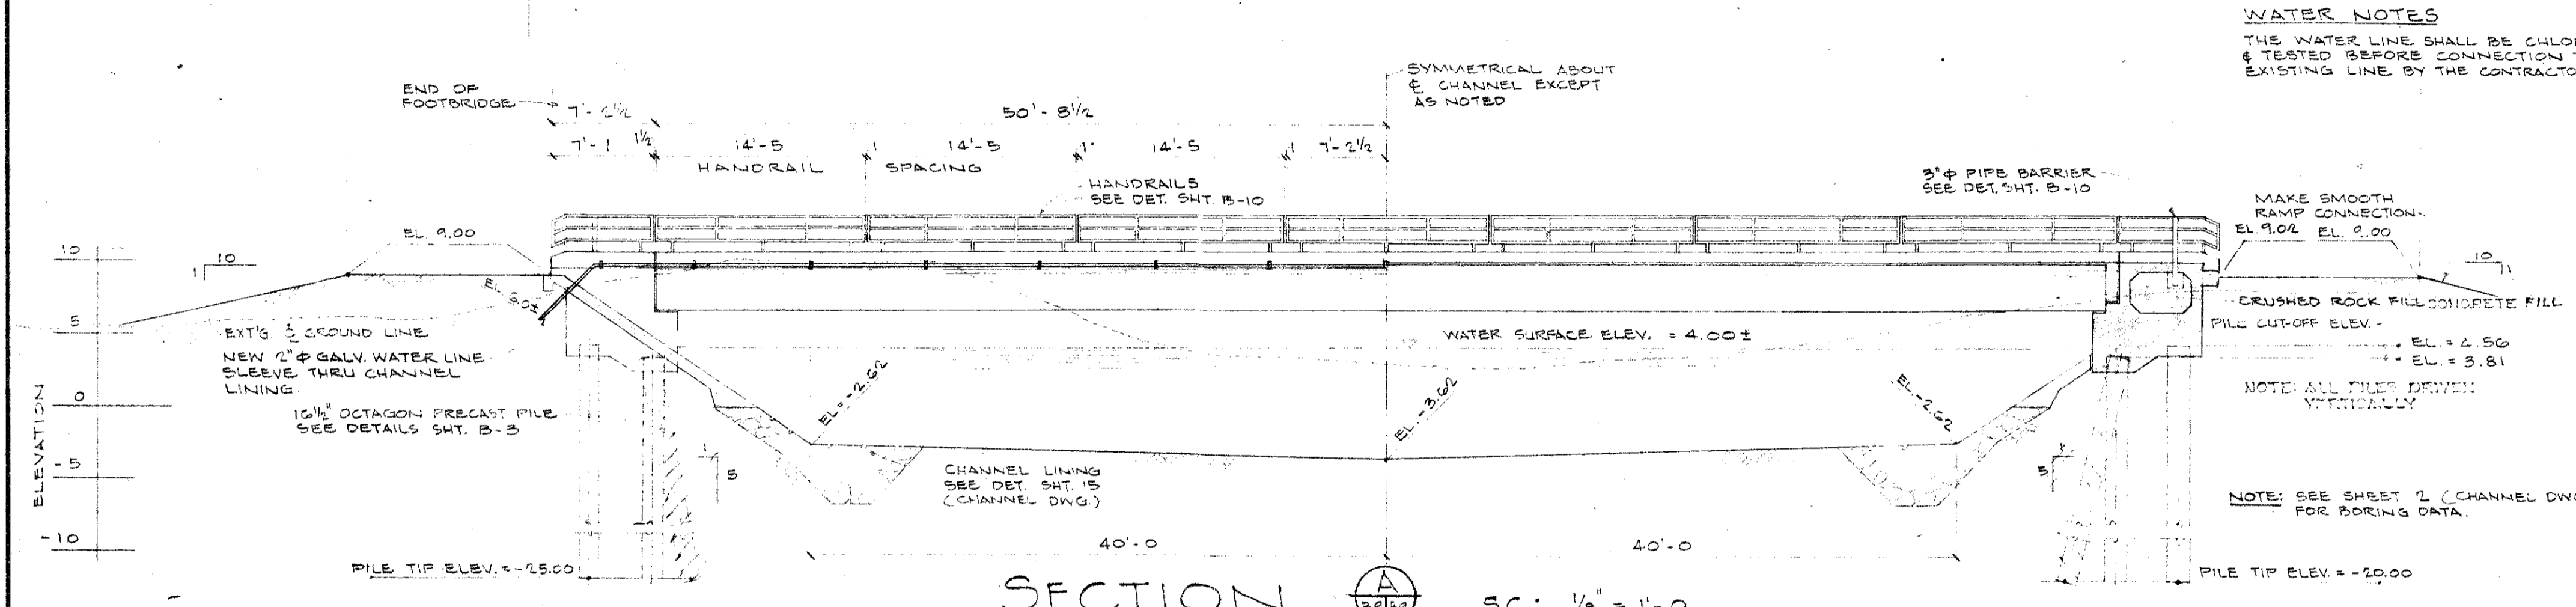 WATER NOTES
THE WATER LINE SHALL BE CHLO
& TESTED BEFORE CONNECTION T
EXISTING LINE BY THE CONTRACTO
END OF
FOOTBRIDGE
7'-2½
50'-8½
SYMMETRICAL ABOUT
℄ CHANNEL EXCEPT
AS NOTED
7'-1 1½ 14'-5 1 14'-5 1" 14'-5 1 7'-2½
HANDRAIL SPACING
HANDRAILS
SEE DET. SHT. B-10
3"φ PIPE BARRIER
SEE DET. SHT. B-10
MAKE SMOOTH
RAMP CONNECTION
EL. 9.02 EL. 9.00
EL. 9.00
10
1
10
1
10
5
0
-5
-10
ELEVATION
EL 6.0±
EXT'G ℄ GROUND LINE
NEW 2"φ GALV. WATER LINE
SLEEVE THRU CHANNEL
LINING
16½" OCTAGON PRECAST PILE
SEE DETAILS SHT. B-3
WATER SURFACE ELEV. = 4.00±
CRUSHED ROCK FILL CONCRETE FILL
PILE CUT-OFF ELEV.
EL. = 4.56
EL. = 3.81
NOTE: ALL PILES DRIVEN
VERTICALLY
EL = -2.62
EL. -3.62
EL. -2.62
1
5
1
5
CHANNEL LINING
SEE DET. SHT. 15
(CHANNEL DWG.)
NOTE: SEE SHEET 2 (CHANNEL DWG
FOR BORING DATA.
40'-0
40'-0
PILE TIP ELEV. = -25.00
PILE TIP ELEV. = -20.00
SECTION A SC: ⅛" = 1'-0